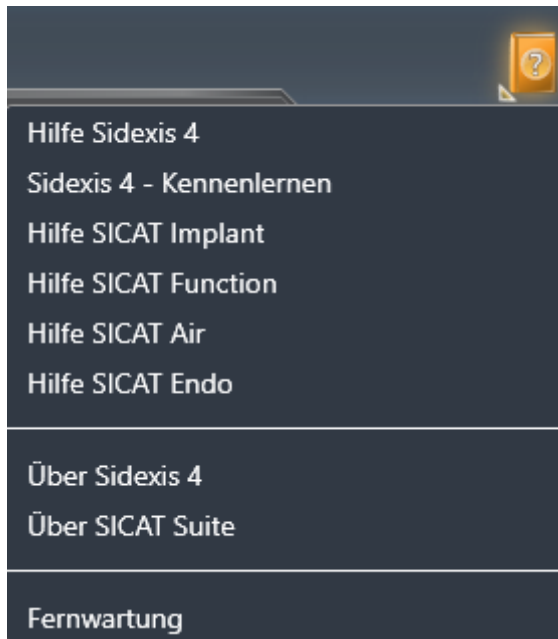 ?
Hilfe Sidexis 4
Sidexis 4 - Kennenlernen
Hilfe SICAT Implant
Hilfe SICAT Function
Hilfe SICAT Air
Hilfe SICAT Endo
Über Sidexis 4
Über SICAT Suite
Fernwartung